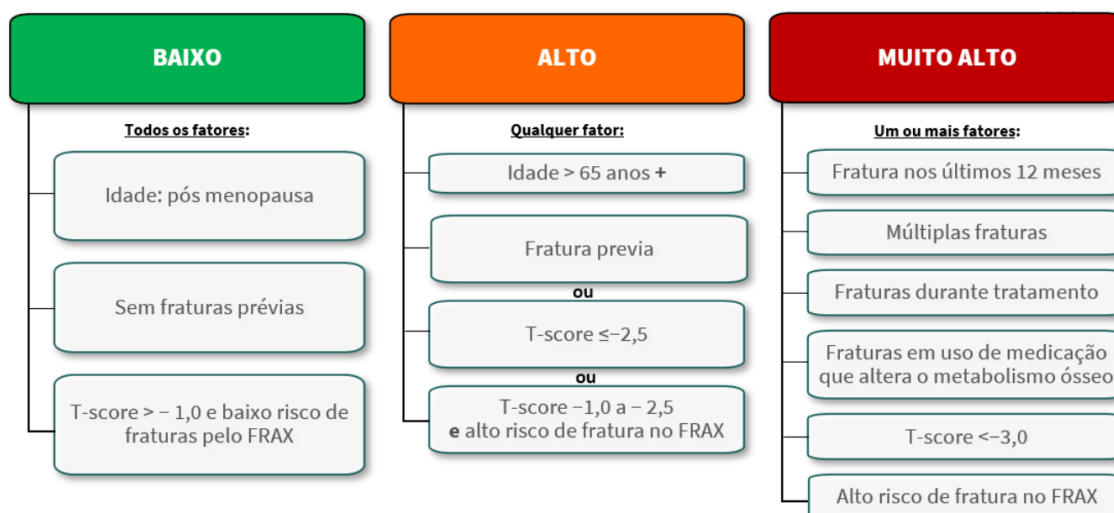 BAIXO
Todos os fatores:
Idade: pós menopausa
Sem fraturas prévias
T-score > − 1,0 e baixo risco de
fraturas pelo FRAX
ALTO
Qualquer fator:
Idade > 65 anos +
Fratura previa
ou
T-score ≤−2,5
ou
T-score −1,0 a − 2,5
e alto risco de fratura no FRAX
MUITO ALTO
Um ou mais fatores:
Fratura nos últimos 12 meses
Múltiplas fraturas
Fraturas durante tratamento
Fraturas em uso de medicação
que altera o metabolismo ósseo
T-score <−3,0
Alto risco de fratura no FRAX